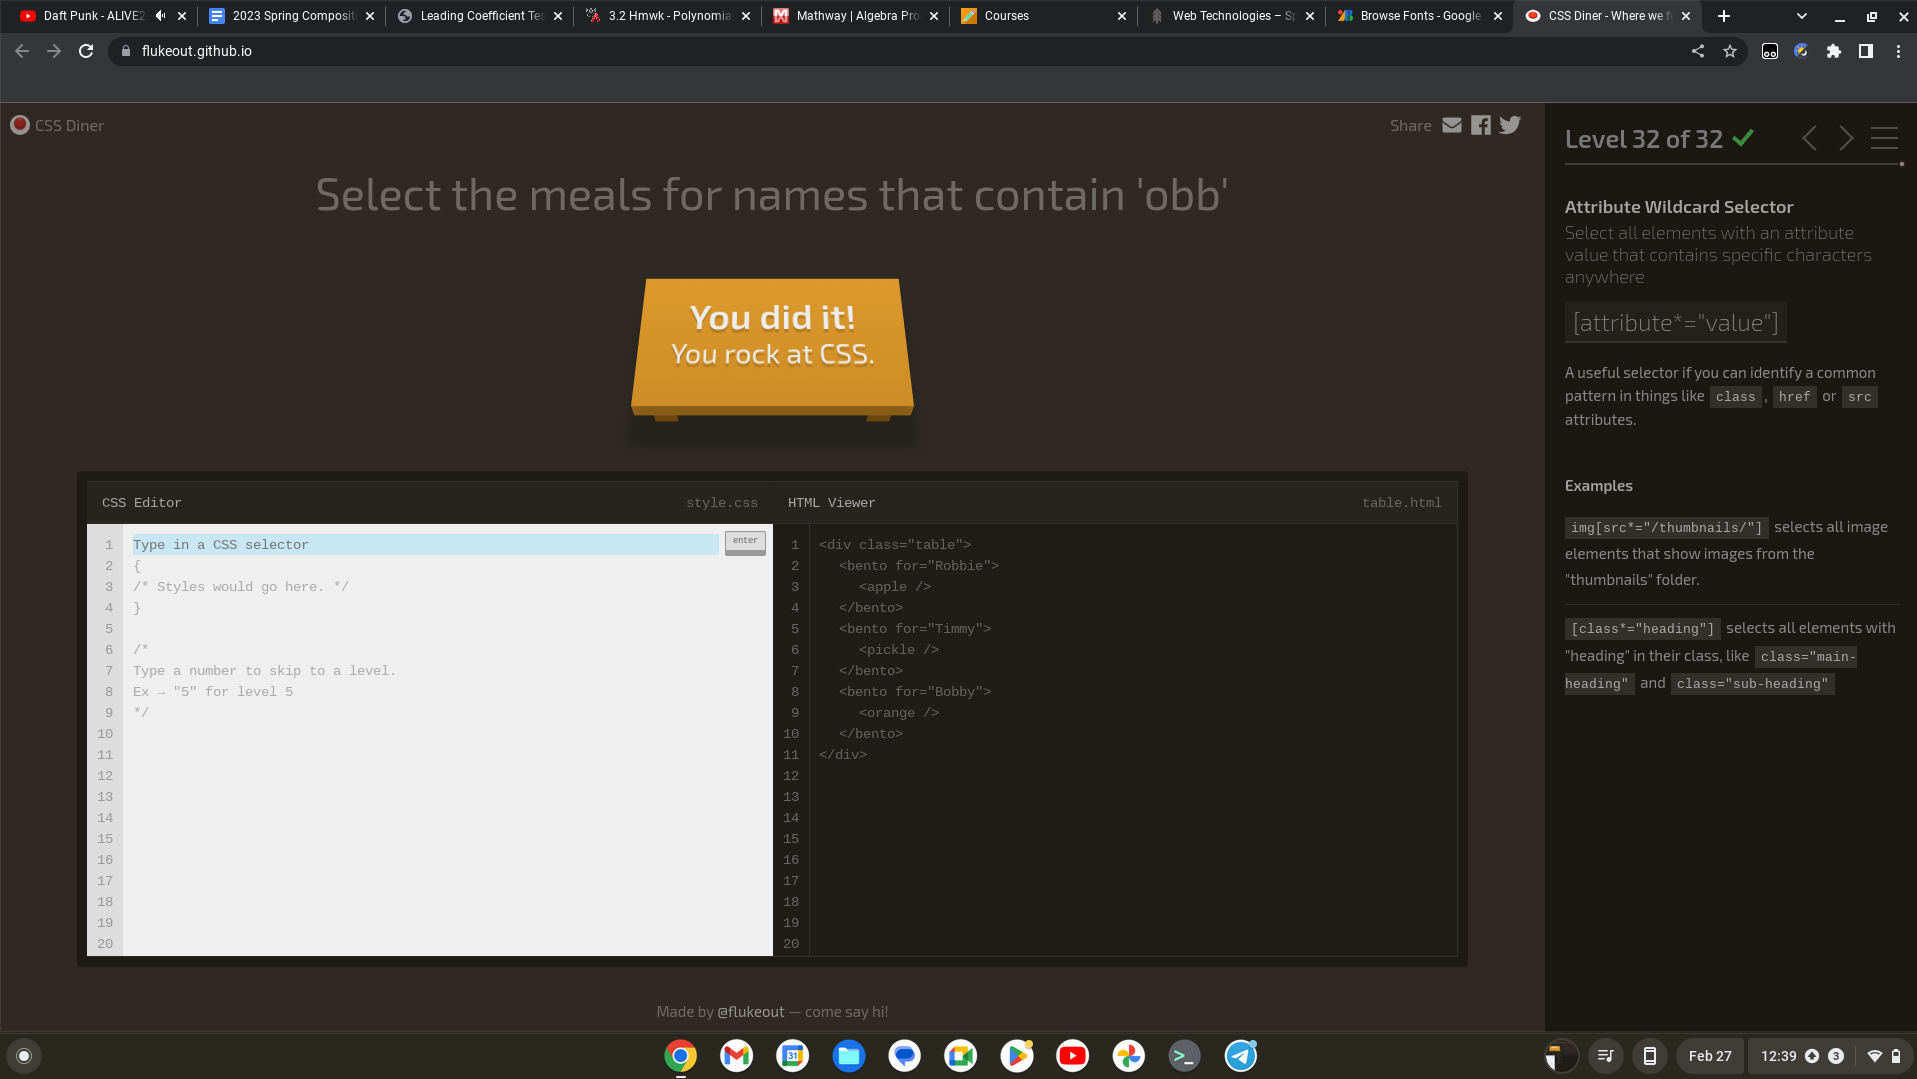 Daft Punk - ALIVE2
2023 Spring Composit
Leading Coefficient Tes
3.2 Hmwk - Polynomia
Mathway | Algebra Pro
Courses
Web Technologies – Sp
Browse Fonts - Google
CSS Diner - Where we f
flukeout.github.io
CSS Diner
Share
Level 32 of 32
Select the meals for names that contain 'obb'
You did it!
You rock at CSS.
Attribute Wildcard Selector
Select all elements with an attribute
value that contains specific characters
anywhere
[attribute*="value"]
A useful selector if you can identify a common
pattern in things like class , href or src
attributes.
Examples
img[src*="/thumbnails/"] selects all image
elements that show images from the
"thumbnails" folder.
[class*="heading"] selects all elements with
"heading" in their class, like class="main-
heading" and class="sub-heading"
CSS Editor
style.css
1 Type in a CSS selector
enter
2 {
3 /* Styles would go here. */
4 }
5
6 /*
7 Type a number to skip to a level.
8 Ex → "5" for level 5
9 */
10
11
12
13
14
15
16
17
18
19
20
HTML Viewer
table.html
1 <div class="table">
2 <bento for="Robbie">
3 <apple />
4 </bento>
5 <bento for="Timmy">
6 <pickle />
7 </bento>
8 <bento for="Bobby">
9 <orange />
10 </bento>
11 </div>
12
13
14
15
16
17
18
19
20
Made by @flukeout — come say hi!
31
Feb 27
12:39
3